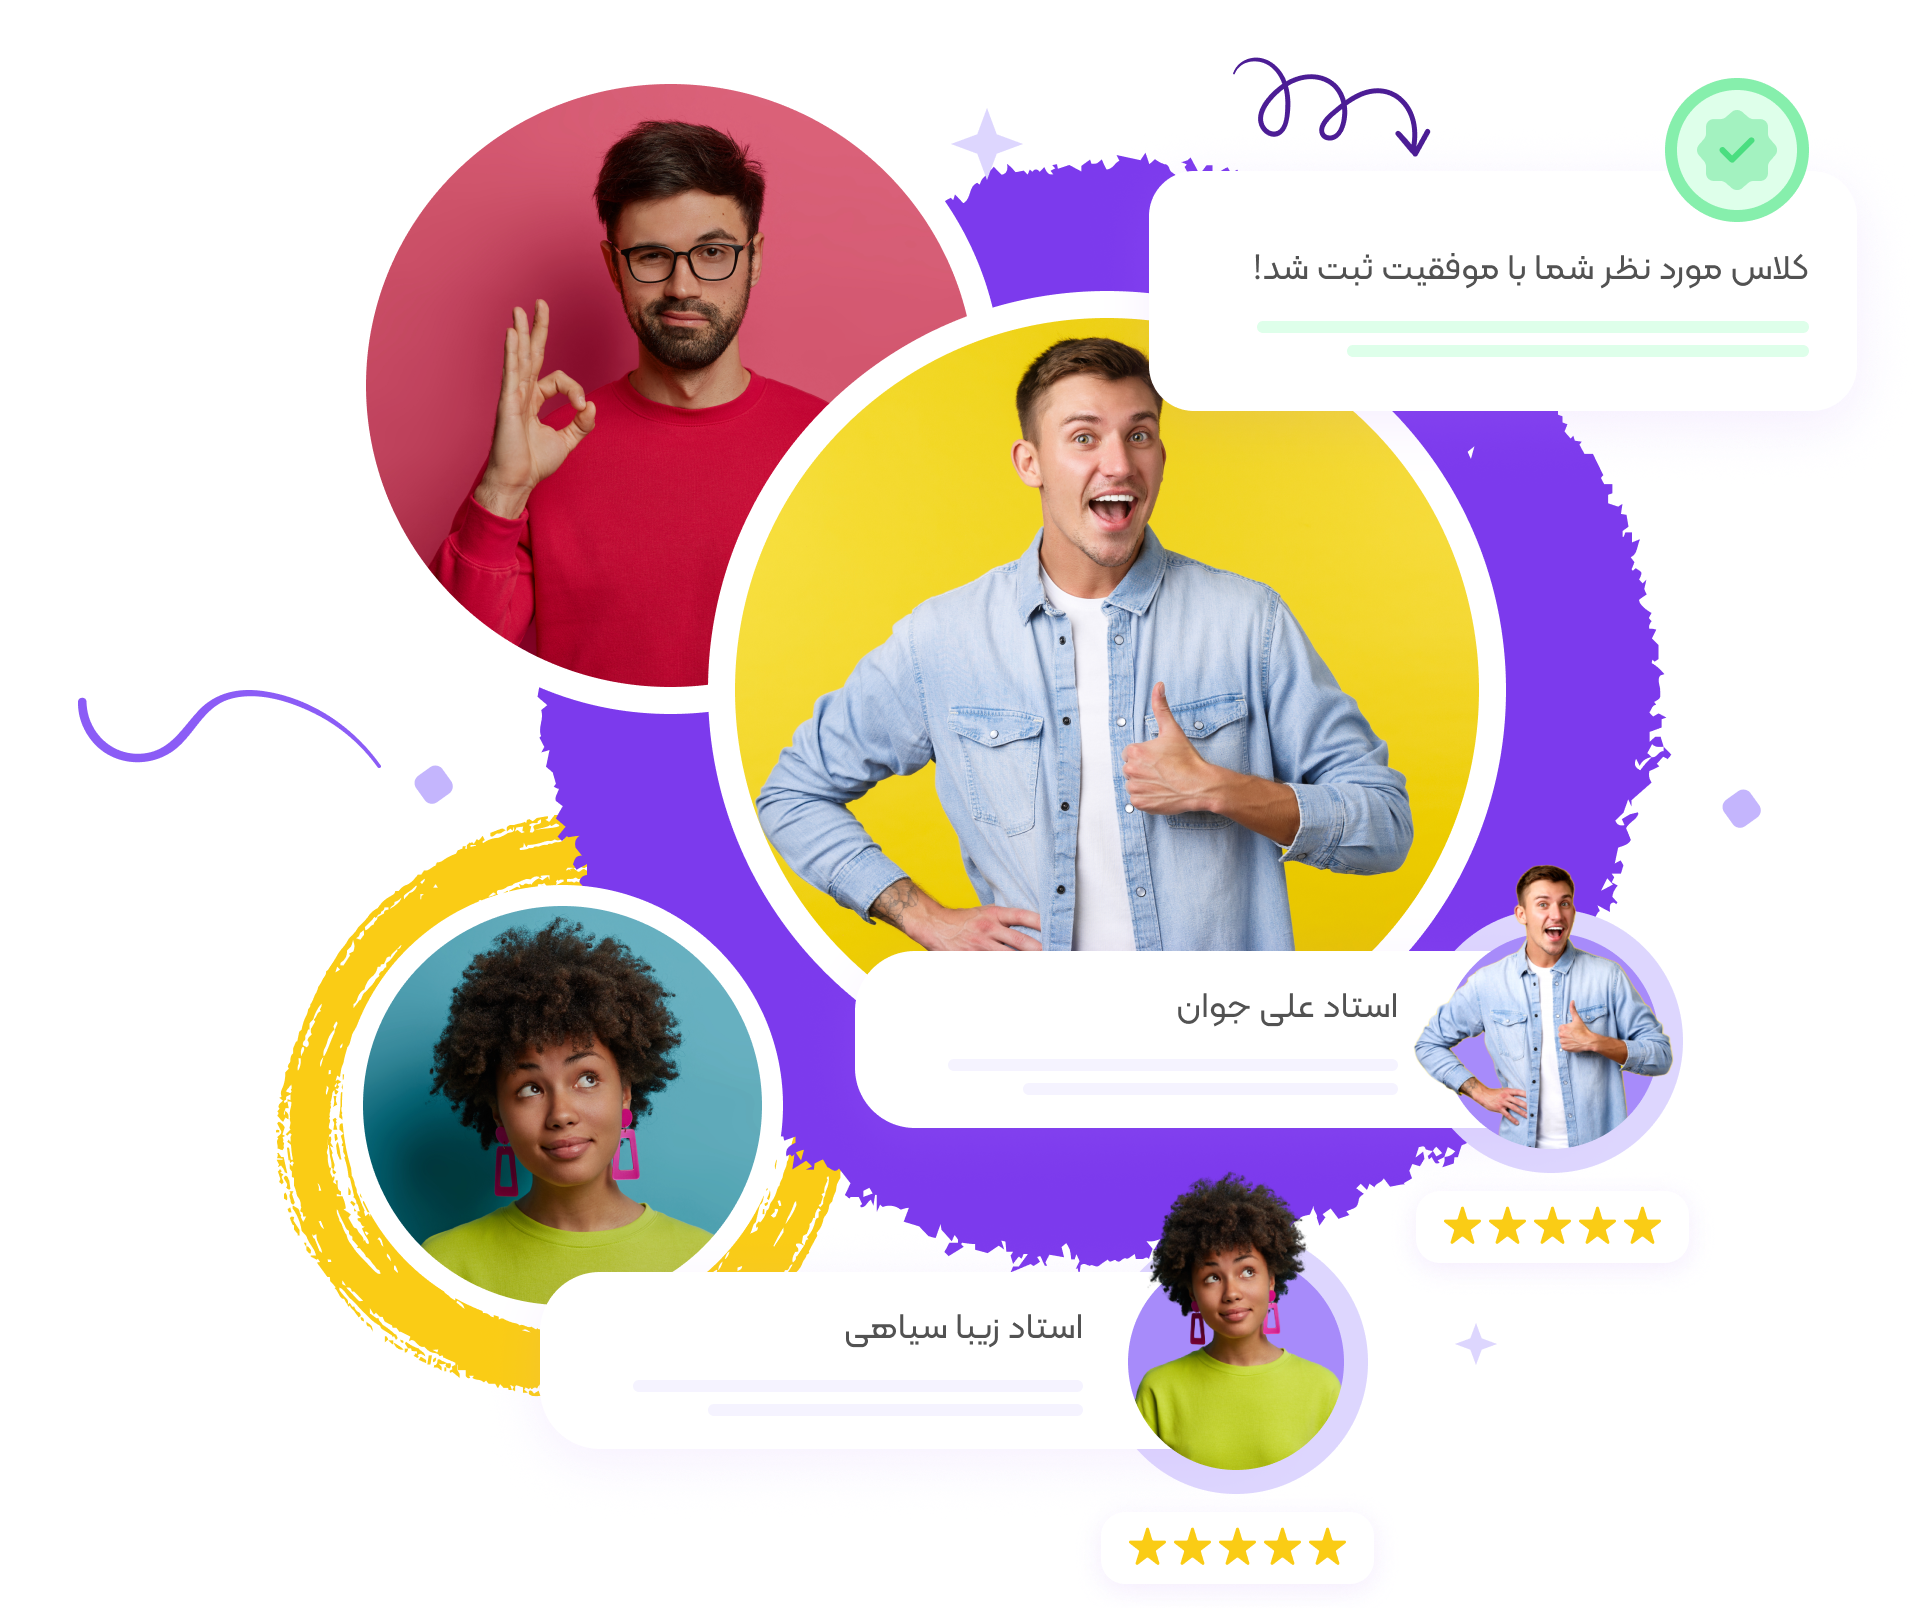 کلاس مورد نظر شما با موفقیت ثبت شد!
استاد علی جوان
استاد زیبا سیاهی